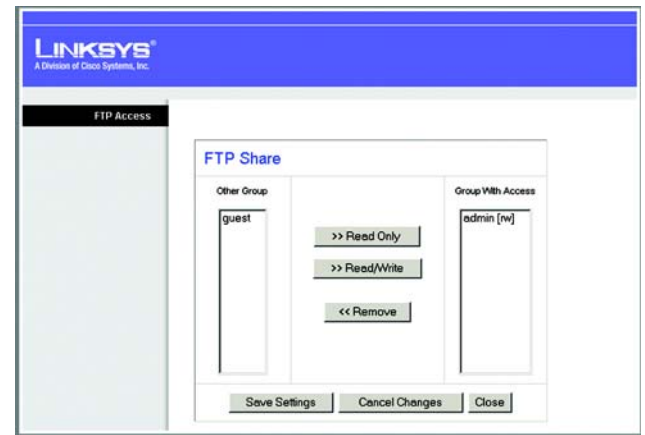 LINKSYS®
A Division of Cisco Systems, Inc.
FTP Access
FTP Share
Other Group
Group With Access
guest
admin [rw]
>> Read Only
>> Read/Write
<< Remove
Save Settings
Cancel Changes
Close